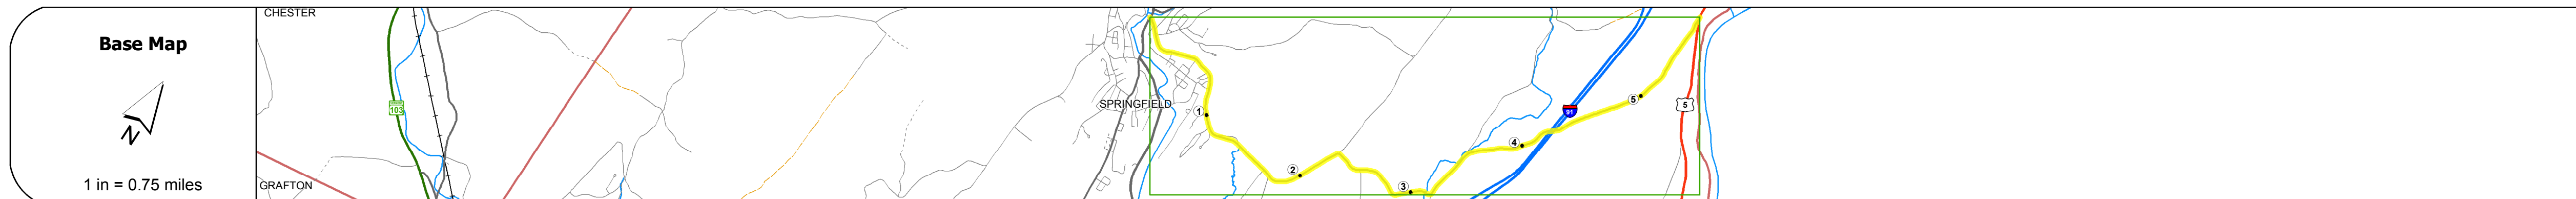 Base Map
N
1 in = 0.75 miles
CHESTER
103
GRAFTON
SPRINGFIELD
1
2
3
4
91
5
5